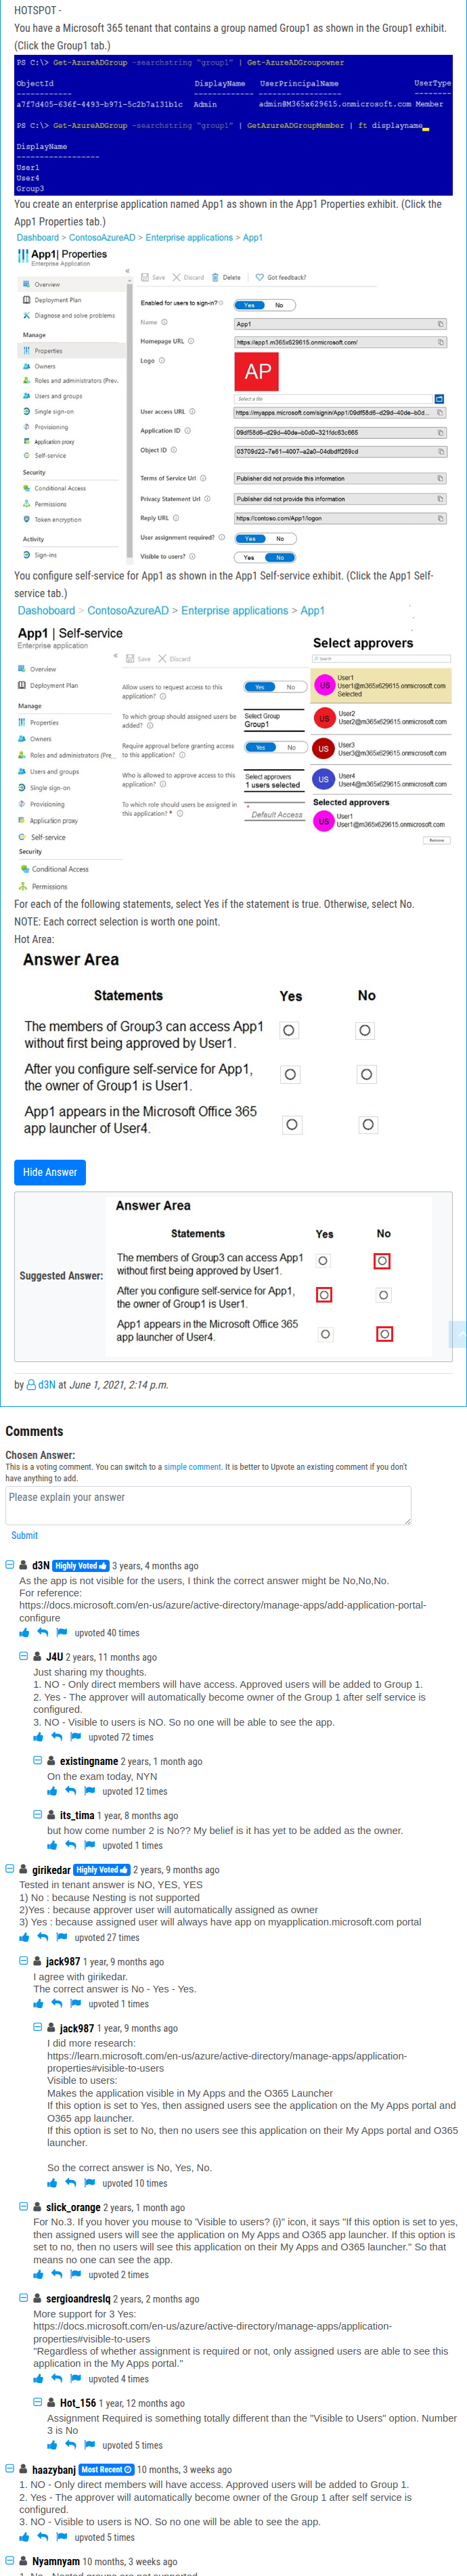 HOTSPOT -
You have a Microsoft 365 tenant that contains a group named Group1 as shown in the Group1 exhibit.
(Click the Group1 tab.)
PS C:\> Get-AzureADGroup -searchstring "group1" | Get-AzureADGroupowner
ObjectId DisplayName UserPrincipalName UserType
a7f7d405-636f-4493-b971-5c2b7a131b1c Admin admin@M365x629615.onmicrosoft.com Member
PS C:\> Get-AzureADGroup -searchstring "group1" | GetAzureADGroupMember | ft displayname
DisplayName
User1
User4
Group3
You create an enterprise application named App1 as shown in the App1 Properties exhibit. (Click the
App1 Properties tab.)
Dashboard > ContosoAzureAD > Enterprise applications > App1
App1| Properties
Enterprise Application
«
Save Discard Delete Got feedback?
Overview
Deployment Plan
Diagnose and solve problems
Manage
Properties
Owners
Roles and administrators (Prev..
Users and groups
Single sign-on
Provisioning
Application proxy
Self-service
Security
Conditional Access
Permissions
Token encryption
Activity
Sign-ins
Enabled for users to sign-in? Yes No
Name App1
Homepage URL https://app1.m365x629615.onmicrosoft.com/
Logo AP
Select a file
User access URL https://myapps.microsoft.com/signin/App1/09df58d6–d29d–40de–b0d...
Application ID 09df58d6–d29d–40de–b0d0–321fdc63c665
Object ID 03709d22–7e61–4007–a2a0–04dbdff269cd
Terms of Service Url Publisher did not provide this information
Privacy Statement Url Publisher did not provide this information
Reply URL https://contoso.com/App1/logon
User assignment required? Yes No
Visible to users? Yes No
You configure self-service for App1 as shown in the App1 Self-service exhibit. (Click the App1 Self-
service tab.)
Dashoboard > ContosoAzureAD > Enterprise applications > App1
App1 | Self-service
Enterprise application
«
Save Discard
Overview
Deployment Plan
Manage
Properties
Owners
Roles and administrators (Pre...
Users and groups
Single sign-on
Provisioning
Application proxy
Self-service
Security
Conditional Access
Permissions
Allow users to request access to this
application? Yes No
To which group should assigned users be
added? Select Group
Group1
Require approval before granting access
to this application? Yes No
Who is allowed to approve access to this
application? Select approvers
1 users selected
To which role should users be assigned in
this application? * Default Access
Select approvers
Search
US User1
User1@m365x629615.onmicrosoft.com
Selected
US User2
User2@m365x629615.onmicrosoft.com
US User3
User3@m365x629615.onmicrosoft.com
US User4
User4@m365x629615.onmicrosoft.com
Selected approvers
US User1
User1@m365x629615.onmicrosoft.com
Remove
For each of the following statements, select Yes if the statement is true. Otherwise, select No.
NOTE: Each correct selection is worth one point.
Hot Area:
Answer Area
Statements Yes No
The members of Group3 can access App1
without first being approved by User1.
After you configure self-service for App1,
the owner of Group1 is User1.
App1 appears in the Microsoft Office 365
app launcher of User4.
Hide Answer
Suggested Answer:
Answer Area
Statements Yes No
The members of Group3 can access App1
without first being approved by User1.
After you configure self-service for App1,
the owner of Group1 is User1.
App1 appears in the Microsoft Office 365
app launcher of User4.
by d3N at June 1, 2021, 2:14 p.m.
Comments
Chosen Answer:
This is a voting comment. You can switch to a simple comment. It is better to Upvote an existing comment if you don't
have anything to add.
Please explain your answer
Submit
d3N Highly Voted 3 years, 4 months ago
As the app is not visible for the users, I think the correct answer might be No,No,No.
For reference:
https://docs.microsoft.com/en-us/azure/active-directory/manage-apps/add-application-portal-
configure
upvoted 40 times
J4U 2 years, 11 months ago
Just sharing my thoughts.
1. NO - Only direct members will have access. Approved users will be added to Group 1.
2. Yes - The approver will automatically become owner of the Group 1 after self service is
configured.
3. NO - Visible to users is NO. So no one will be able to see the app.
upvoted 72 times
existingname 2 years, 1 month ago
On the exam today, NYN
upvoted 12 times
its_tima 1 year, 8 months ago
but how come number 2 is No?? My belief is it has yet to be added as the owner.
upvoted 1 times
girikedar Highly Voted 2 years, 9 months ago
Tested in tenant answer is NO, YES, YES
1) No : because Nesting is not supported
2)Yes : because approver user will automatically assigned as owner
3) Yes : because assigned user will always have app on myapplication.microsoft.com portal
upvoted 27 times
jack987 1 year, 9 months ago
I agree with girikedar.
The correct answer is No - Yes - Yes.
upvoted 1 times
jack987 1 year, 9 months ago
I did more research:
https://learn.microsoft.com/en-us/azure/active-directory/manage-apps/application-
properties#visible-to-users
Visible to users:
Makes the application visible in My Apps and the O365 Launcher
If this option is set to Yes, then assigned users see the application on the My Apps portal and
O365 app launcher.
If this option is set to No, then no users see this application on their My Apps portal and O365
launcher.
So the correct answer is No, Yes, No.
upvoted 10 times
slick_orange 2 years, 1 month ago
For No.3. If you hover you mouse to 'Visible to users? (i)" icon, it says "If this option is set to yes,
then assigned users will see the application on My Apps and O365 app launcher. If this option is
set to no, then no users will see this application on their My Apps and O365 launcher." So that
means no one can see the app.
upvoted 2 times
sergioandreslq 2 years, 2 months ago
More support for 3 Yes:
https://docs.microsoft.com/en-us/azure/active-directory/manage-apps/application-
properties#visible-to-users
"Regardless of whether assignment is required or not, only assigned users are able to see this
application in the My Apps portal."
upvoted 4 times
Hot_156 1 year, 12 months ago
Assignment Required is something totally different than the "Visible to Users" option. Number
3 is No
upvoted 5 times
haazybanj Most Recent 10 months, 3 weeks ago
1. NO - Only direct members will have access. Approved users will be added to Group 1.
2. Yes - The approver will automatically become owner of the Group 1 after self service is
configured.
3. NO - Visible to users is NO. So no one will be able to see the app.
upvoted 5 times
Nyamnyam 10 months, 3 weeks ago